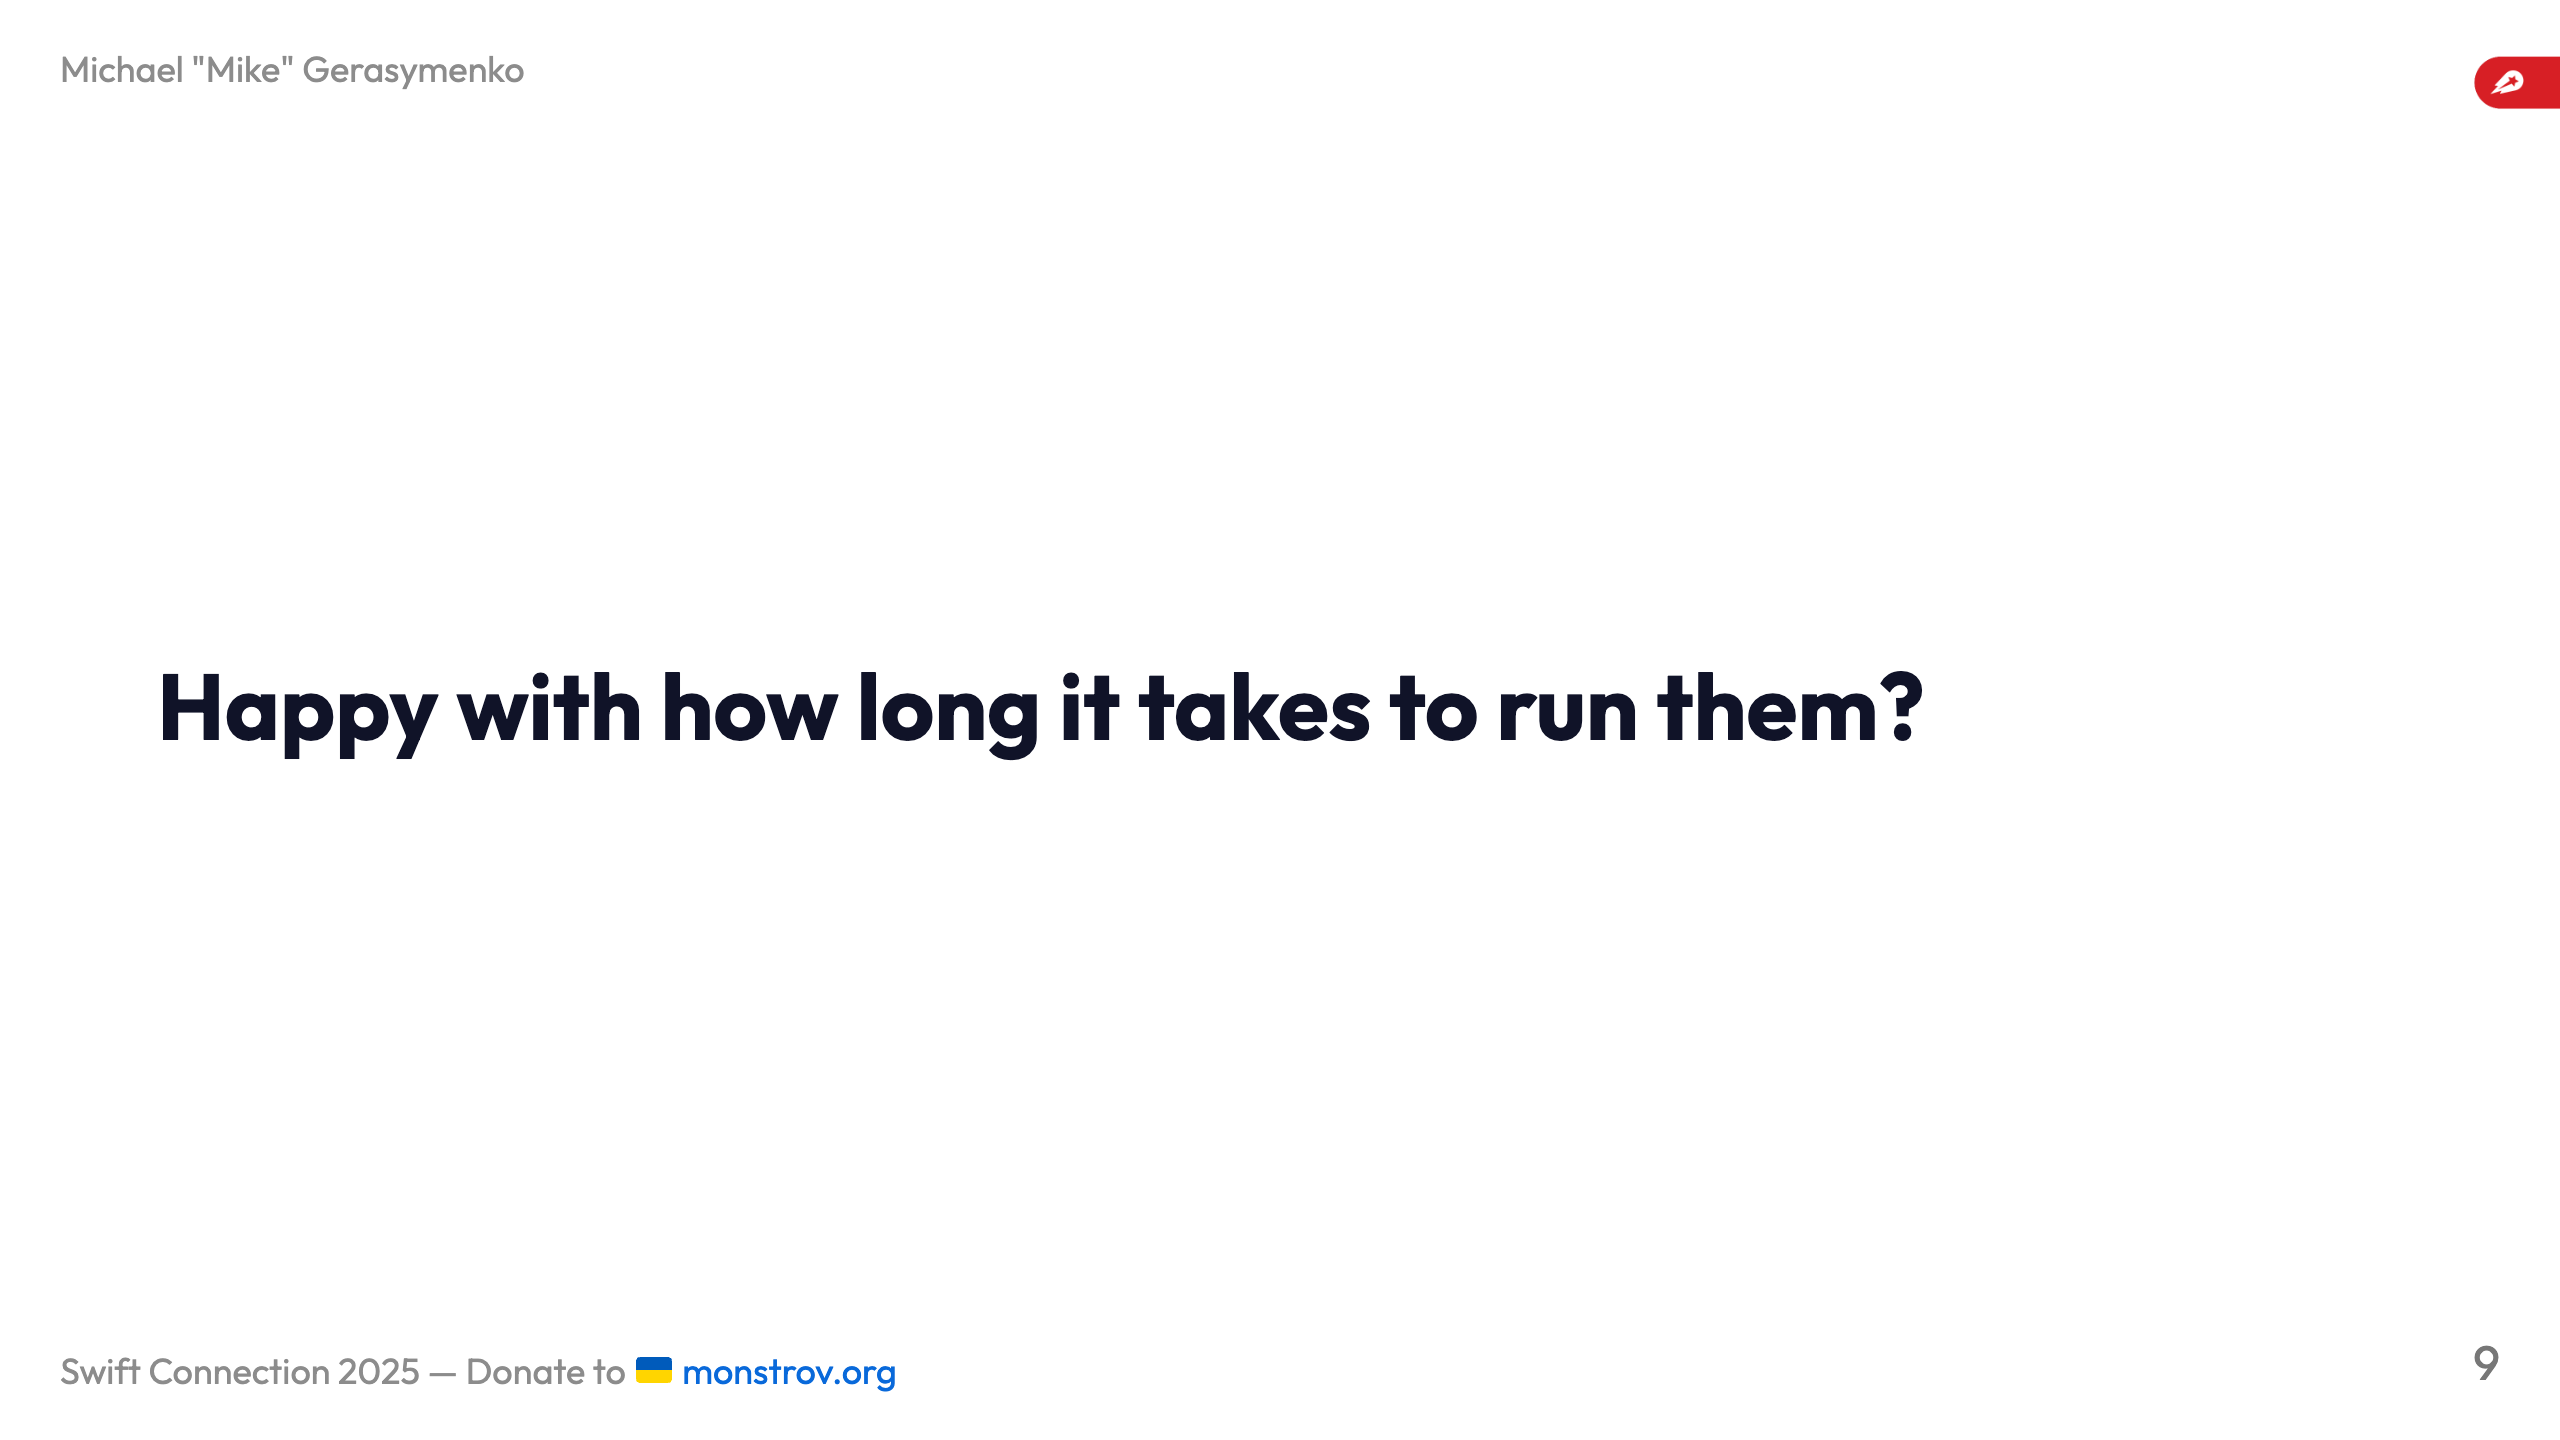 Michael "Mike" Gerasymenko
Happy with how long it takes to run them?
Swift Connection 2025 — Donate to 🇺🇦 monstrov.org
9